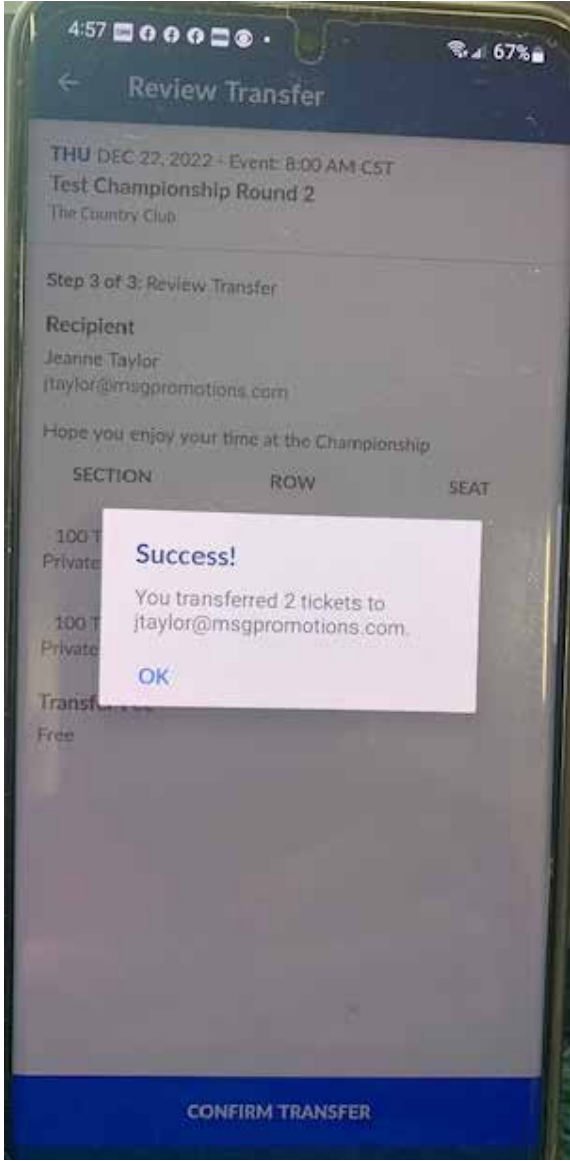 4:57
67%
Review Transfer
THU DEC 22, 2022 - Event: 8:00 AM CST
Test Championship Round 2
The Country Club
Step 3 of 3: Review Transfer
Recipient
Jeanne Taylor
jtaylor@msgpromotions.com
Hope you enjoy your time at the Championship
SECTION ROW SEAT
100 T
Private
Success!
You transferred 2 tickets to
jtaylor@msgpromotions.com.
OK
100 T
Private
Free
CONFIRM TRANSFER